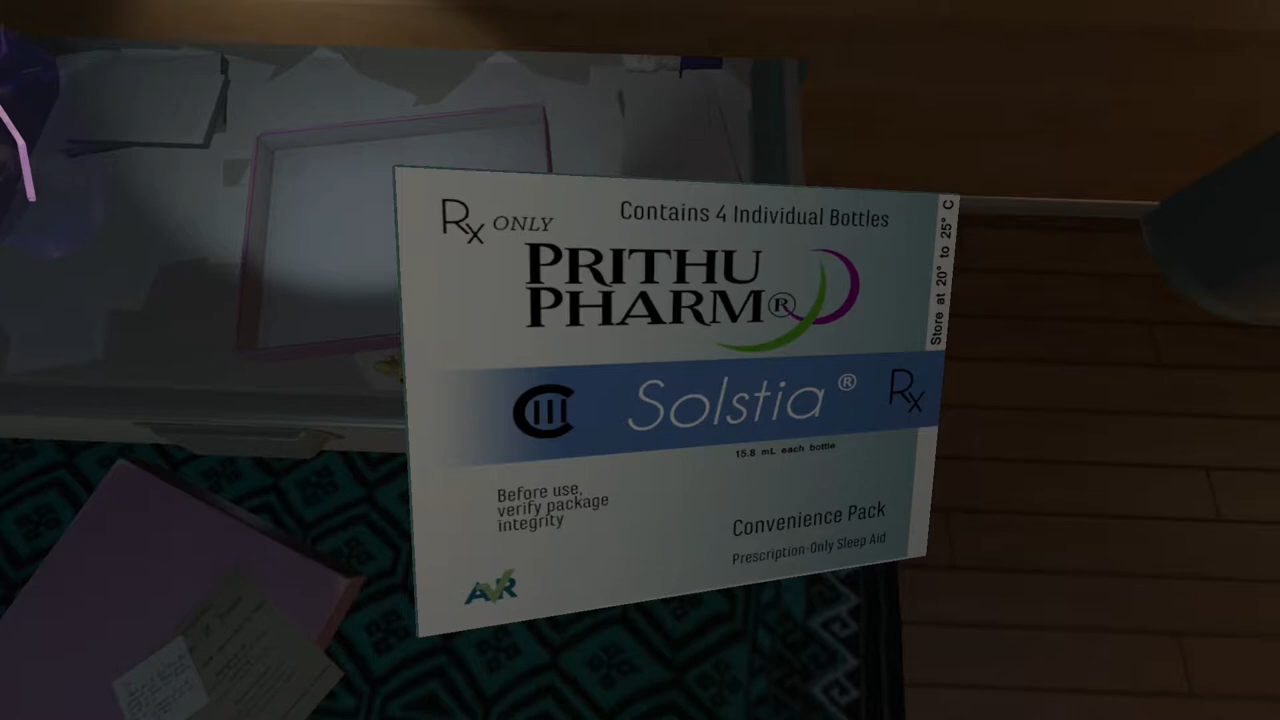 Rx ONLY
Contains 4 Individual Bottles
PRITHU
PHARM®
Store at 20° to 25° C
CIII
Solstia ®
Rx
15.8 mL each bottle
Before use,
verify package
integrity
Convenience Pack
Prescription-Only Sleep Aid
AVR